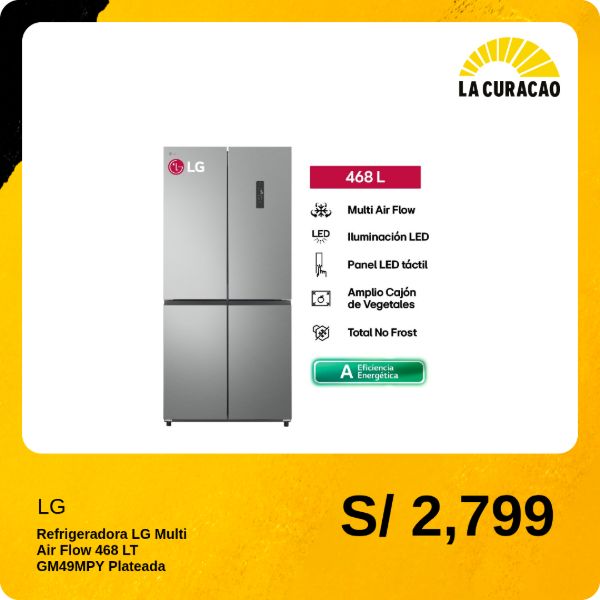 LA CURACAO
LG
468 L
Multi Air Flow
LED
Iluminación LED
Panel LED táctil
Amplio Cajón
de Vegetales
Total No Frost
A Eficiencia
Energética
LG
Refrigeradora LG Multi
Air Flow 468 LT
GM49MPY Plateada
S/ 2,799